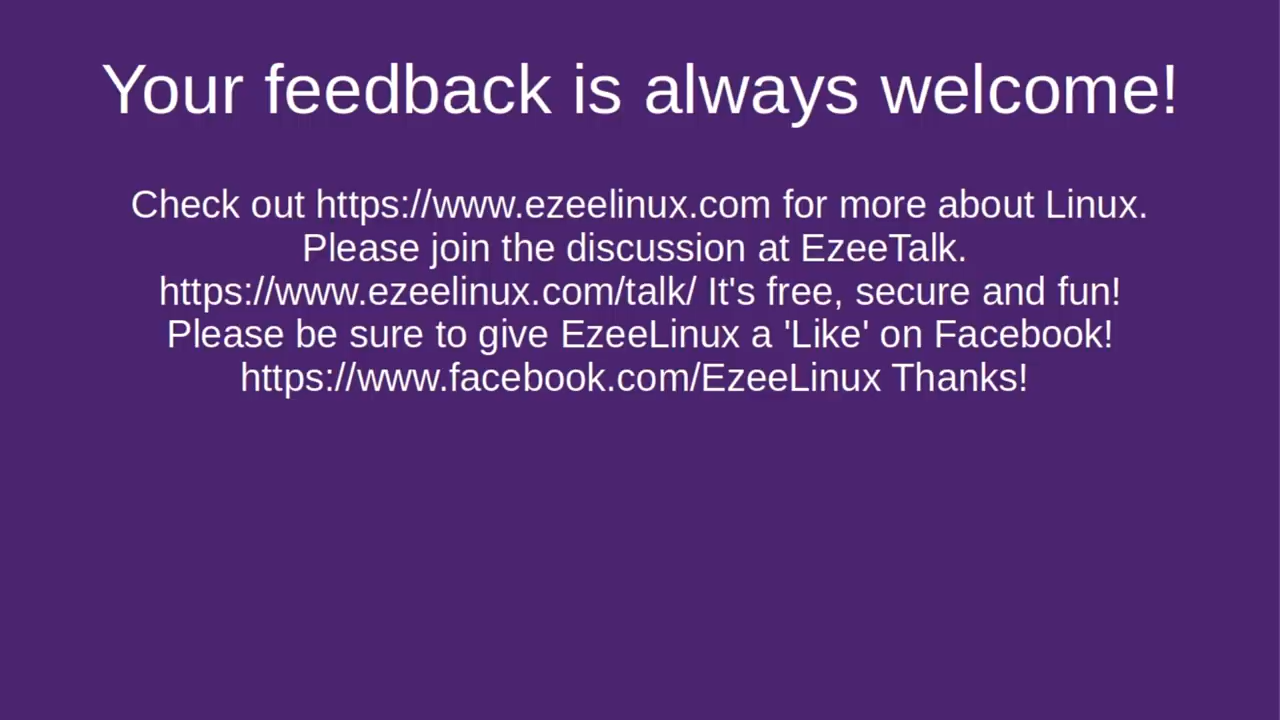 Your feedback is always welcome!
Check out https://www.ezeelinux.com for more about Linux.
Please join the discussion at EzeeTalk.
https://www.ezeelinux.com/talk/ It's free, secure and fun!
Please be sure to give EzeeLinux a 'Like' on Facebook!
https://www.facebook.com/EzeeLinux Thanks!